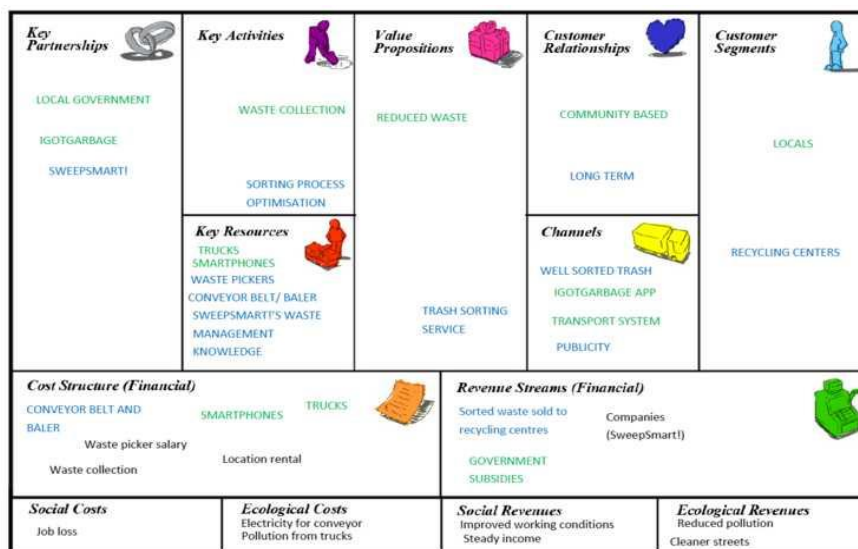 Key
Partnerships
LOCAL GOVERNMENT
IGOTGARBAGE
SWEEPSMART!
Key Activities
WASTE COLLECTION
SORTING PROCESS
OPTIMISATION
Key Resources
TRUCKS
SMARTPHONES
WASTE PICKERS
CONVEYOR BELT/ BALER
SWEEPSMART!'S WASTE
MANAGEMENT
KNOWLEDGE
Value
Propositions
REDUCED WASTE
TRASH SORTING
SERVICE
Customer
Relationships
COMMUNITY BASED
LONG TERM
Channels
WELL SORTED TRASH
IGOTGARBAGE APP
TRANSPORT SYSTEM
PUBLICITY
Customer
Segments
LOCALS
RECYCLING CENTERS
Cost Structure (Financial)
CONVEYOR BELT AND
BALER
SMARTPHONES
TRUCKS
Waste picker salary
Location rental
Waste collection
Revenue Streams (Financial)
Sorted waste sold to
recycling centres
Companies
(SweepSmart!)
GOVERNMENT
SUBSIDIES
Social Costs
Job loss
Ecological Costs
Electricity for conveyor
Pollution from trucks
Social Revenues
Improved working conditions
Steady income
Ecological Revenues
Reduced pollution
Cleaner streets